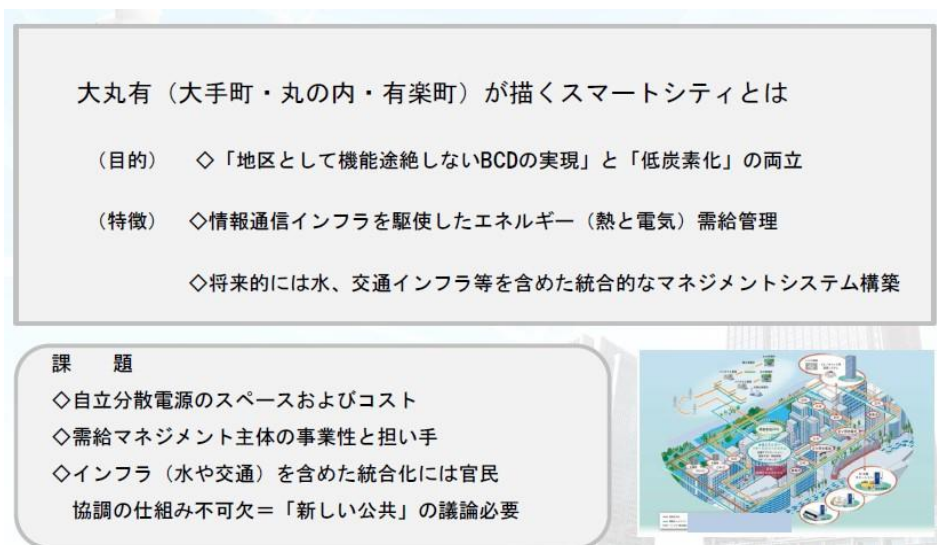 大丸有（大手町・丸の内・有楽町）が描くスマートシティとは
（目的）　◇「地区として機能途絶しないBCDの実現」と「低炭素化」の両立
（特徴）　◇情報通信インフラを駆使したエネルギー（熱と電気）需給管理
◇将来的には水、交通インフラ等を含めた統合的なマネジメントシステム構築
課　題
◇自立分散電源のスペースおよびコスト
◇需給マネジメント主体の事業性と担い手
◇インフラ（水や交通）を含めた統合化には官民
協調の仕組み不可欠＝「新しい公共」の議論必要